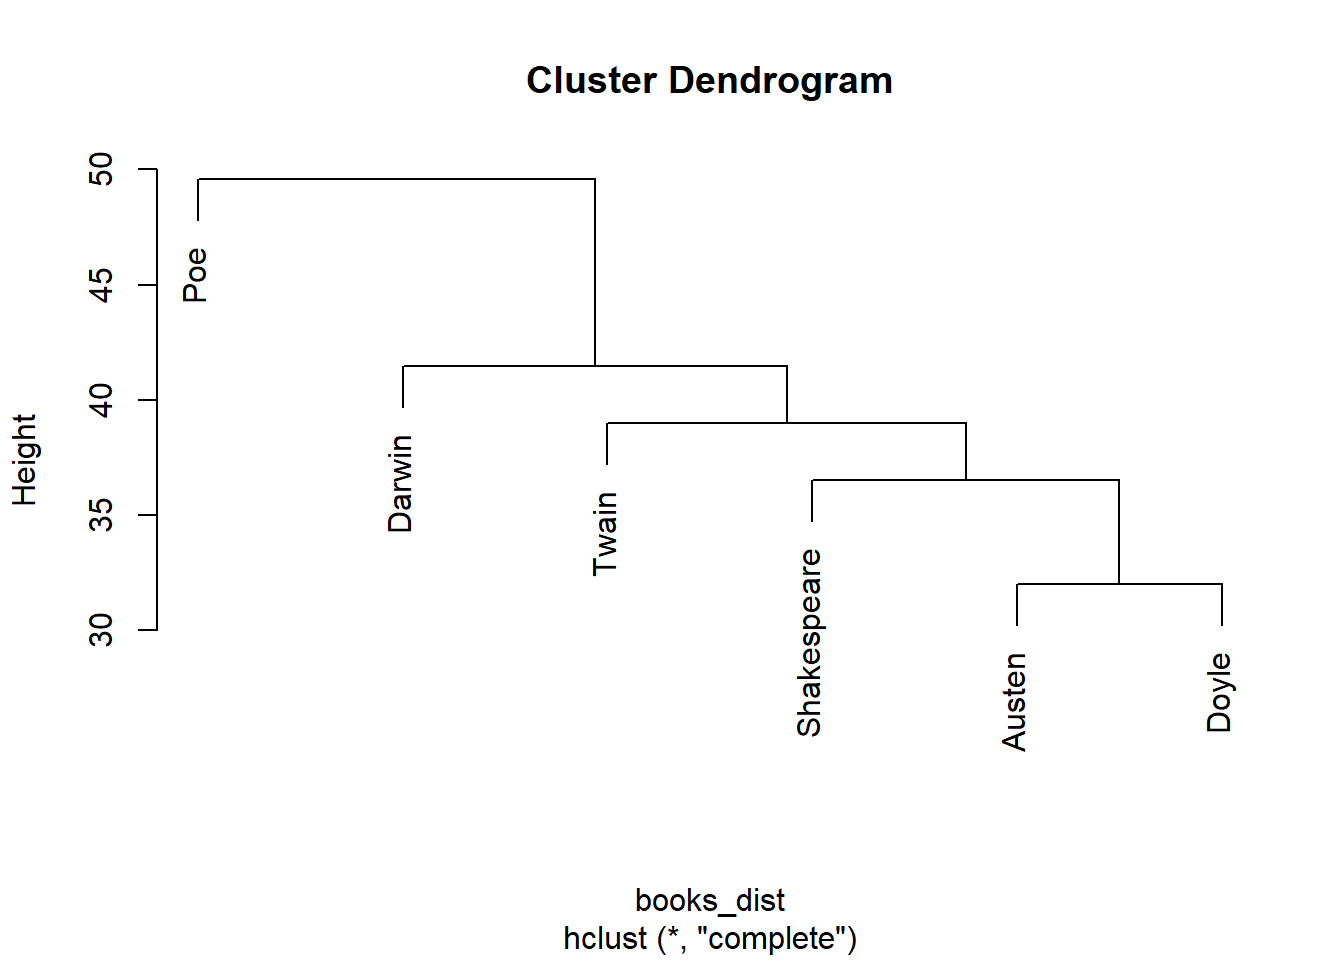 Cluster Dendrogram
Height
50
45
40
35
30
Poe
Darwin
Twain
Shakespeare
Austen
Doyle
books_dist
hclust (*, "complete")